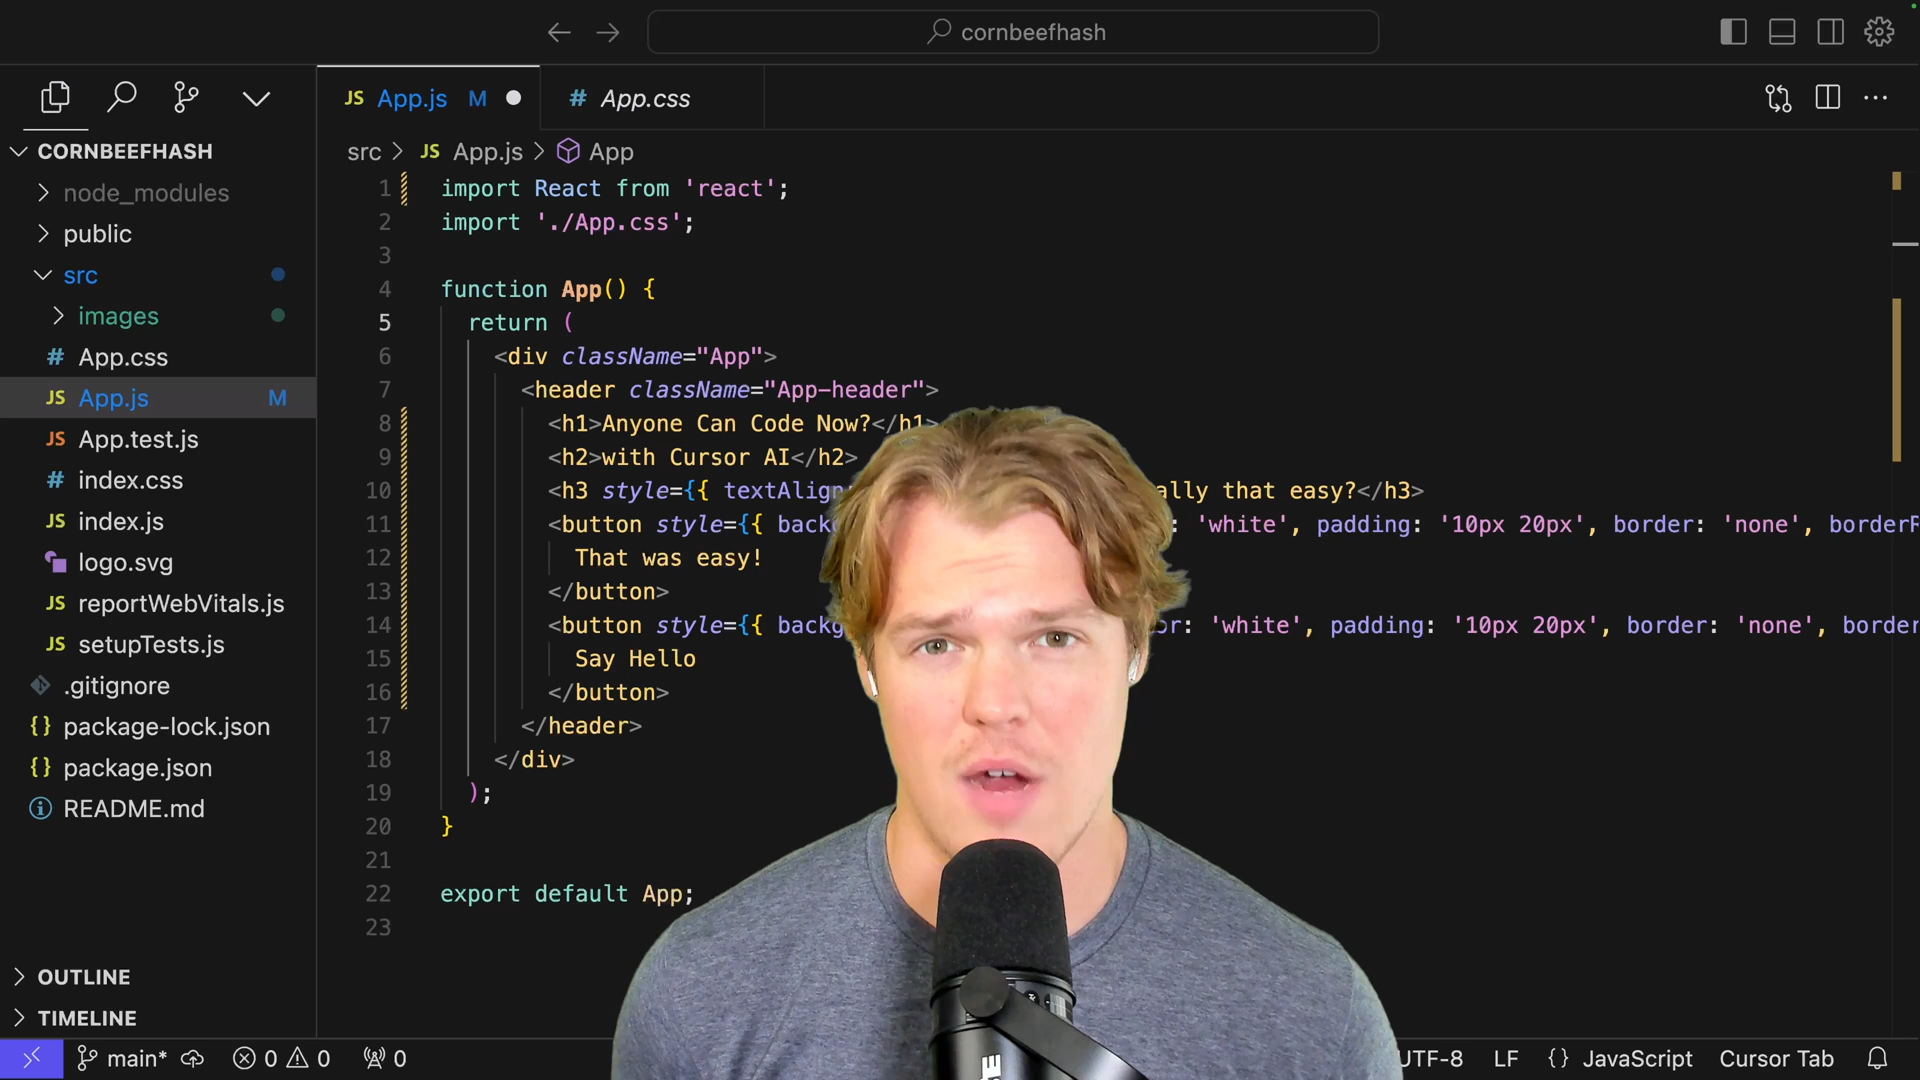 cornbeefhash
JS App.js M
# App.css
CORNBEEFHASH
node_modules
public
src
images
# App.css
JS App.js M
JS App.test.js
# index.css
JS index.js
logo.svg
JS reportWebVitals.js
JS setupTests.js
.gitignore
{} package-lock.json
{} package.json
README.md
OUTLINE
TIMELINE
src > JS App.js > App
1 import React from 'react';
2 import './App.css';
3
4 function App() {
5 return (
6 <div className="App">
7 <header className="App-header">
8 <h1>Anyone Can Code Now?</h1>
9 <h2>with Cursor AI</h2>
10 <h3 style={{ textAlign ally that easy?</h3>
11 <button style={{ : 'white', padding: '10px 20px', border: 'none',
12 That was easy!
13 </button>
14 <button style={{ 'white', padding: '10px 20px', border: 'none',
15 Say Hello
16 </button>
17 </header>
18 </div>
19 );
20 }
21
22 export default App;
23
main* 0 0 0
UTF-8 LF {} JavaScript Cursor Tab